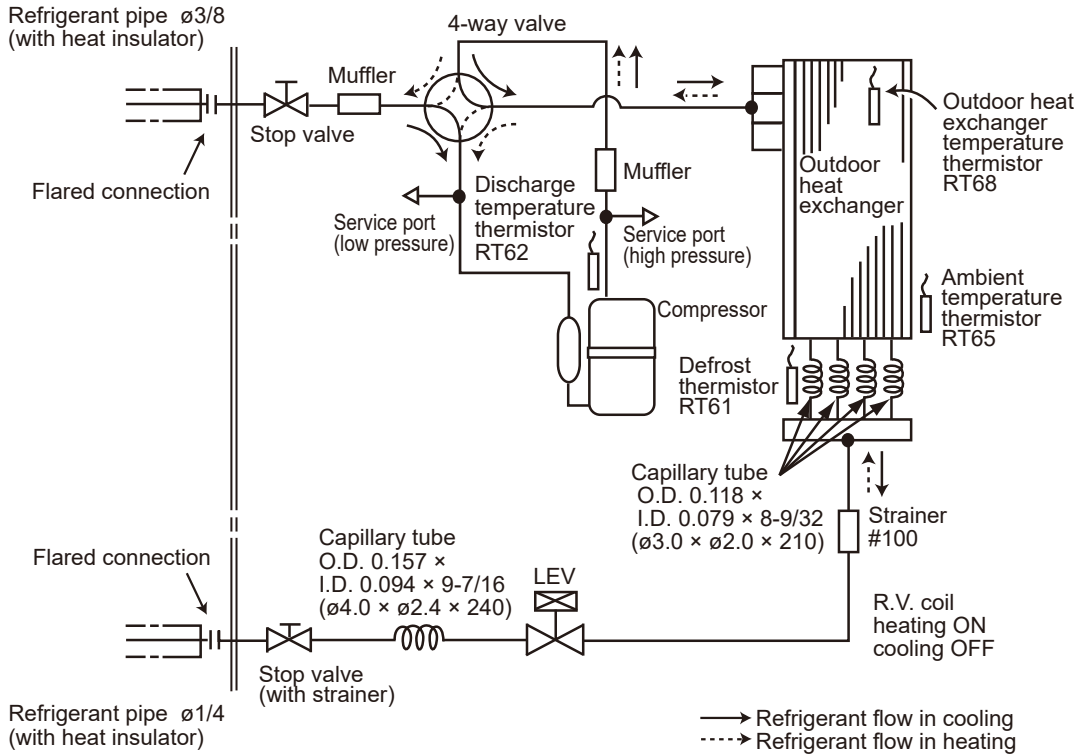 Refrigerant pipe ø3/8
(with heat insulator)
4-way valve
Muffler
Stop valve
Flared connection
Outdoor heat
exchanger
temperature
thermistor
RT68
Outdoor
heat
exchanger
Muffler
Discharge
temperature
thermistor
RT62
Service port
(low pressure)
Service port
(high pressure)
Compressor
Ambient
temperature
thermistor
RT65
Defrost
thermistor
RT61
Capillary tube
O.D. 0.118 ×
I.D. 0.079 × 8-9/32
(ø3.0 × ø2.0 × 210)
Strainer
#100
Flared connection
Capillary tube
O.D. 0.157 ×
I.D. 0.094 × 9-7/16
(ø4.0 × ø2.4 × 240)
LEV
R.V. coil
heating ON
cooling OFF
Stop valve
(with strainer)
Refrigerant pipe ø1/4
(with heat insulator)
Refrigerant flow in cooling
Refrigerant flow in heating